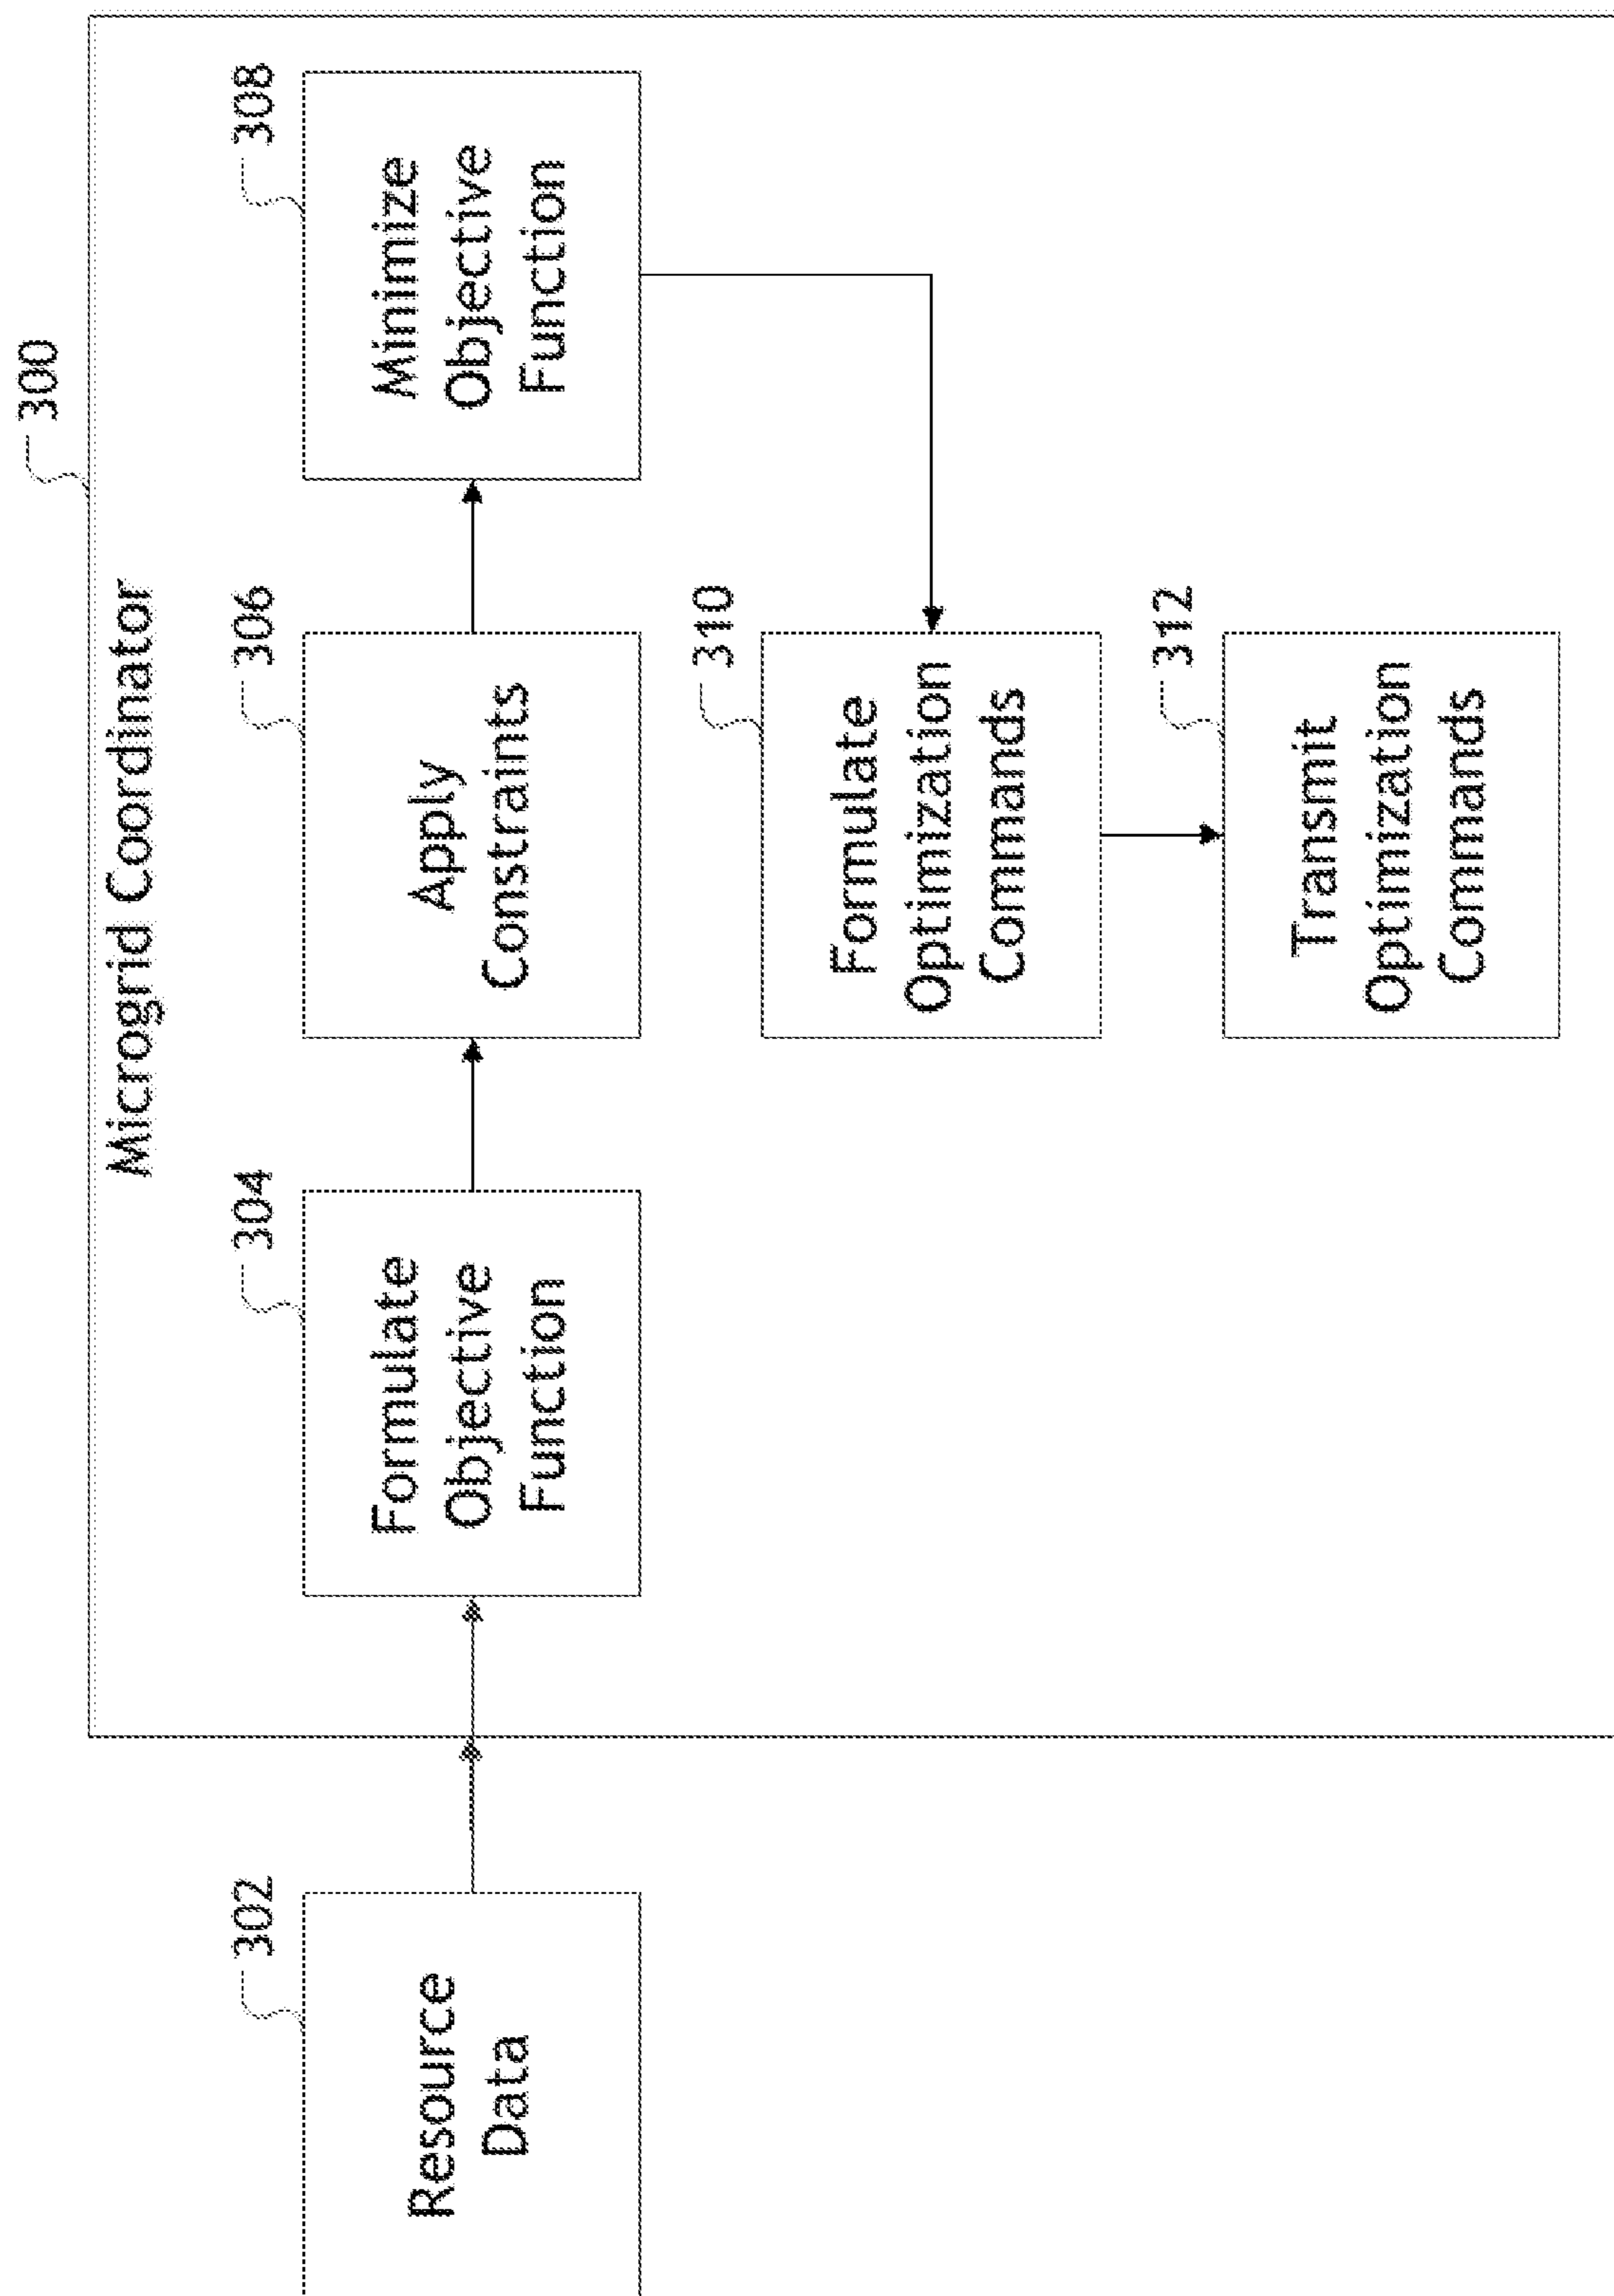 300
Microgrid Coordinator
302
304
306
308
Resource
Data
Formulate
Objective
Function
Apply
Constraints
Minimize
Objective
Function
310
Formulate
Optimization
Commands
312
Transmit
Optimization
Commands